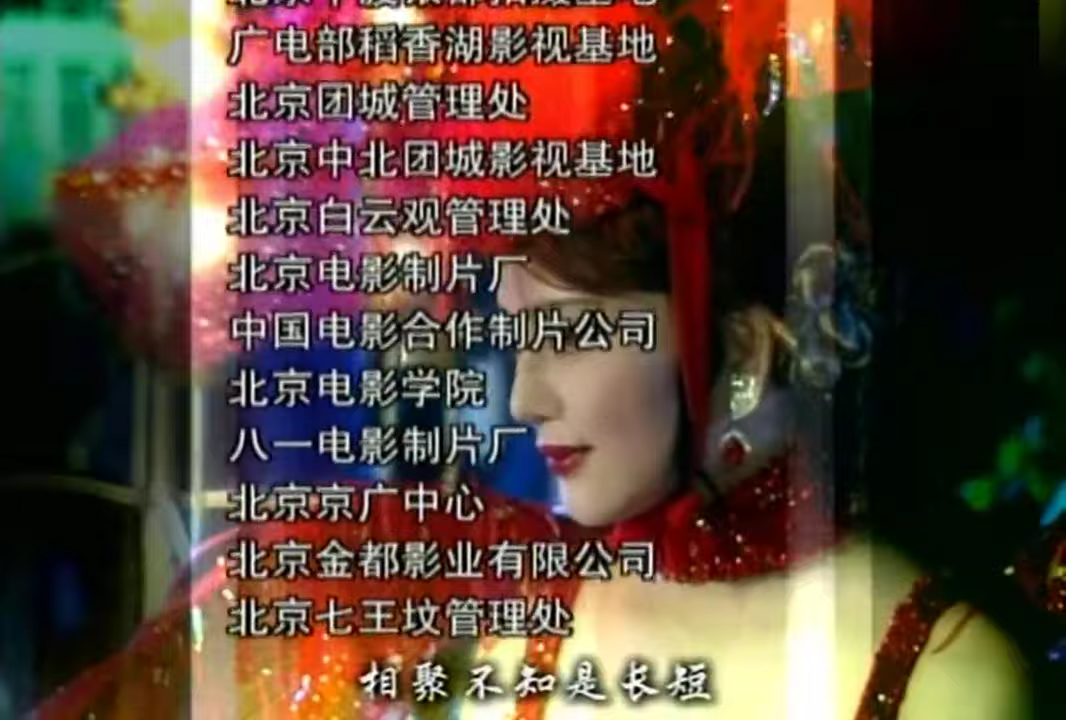 广电部稻香湖影视基地
北京团城管理处
北京中北团城影视基地
北京白云观管理处
北京电影制片厂
中国电影合作制片公司
北京电影学院
八一电影制片厂
北京京广中心
北京金都影业有限公司
北京七王坟管理处
相聚不知是长短